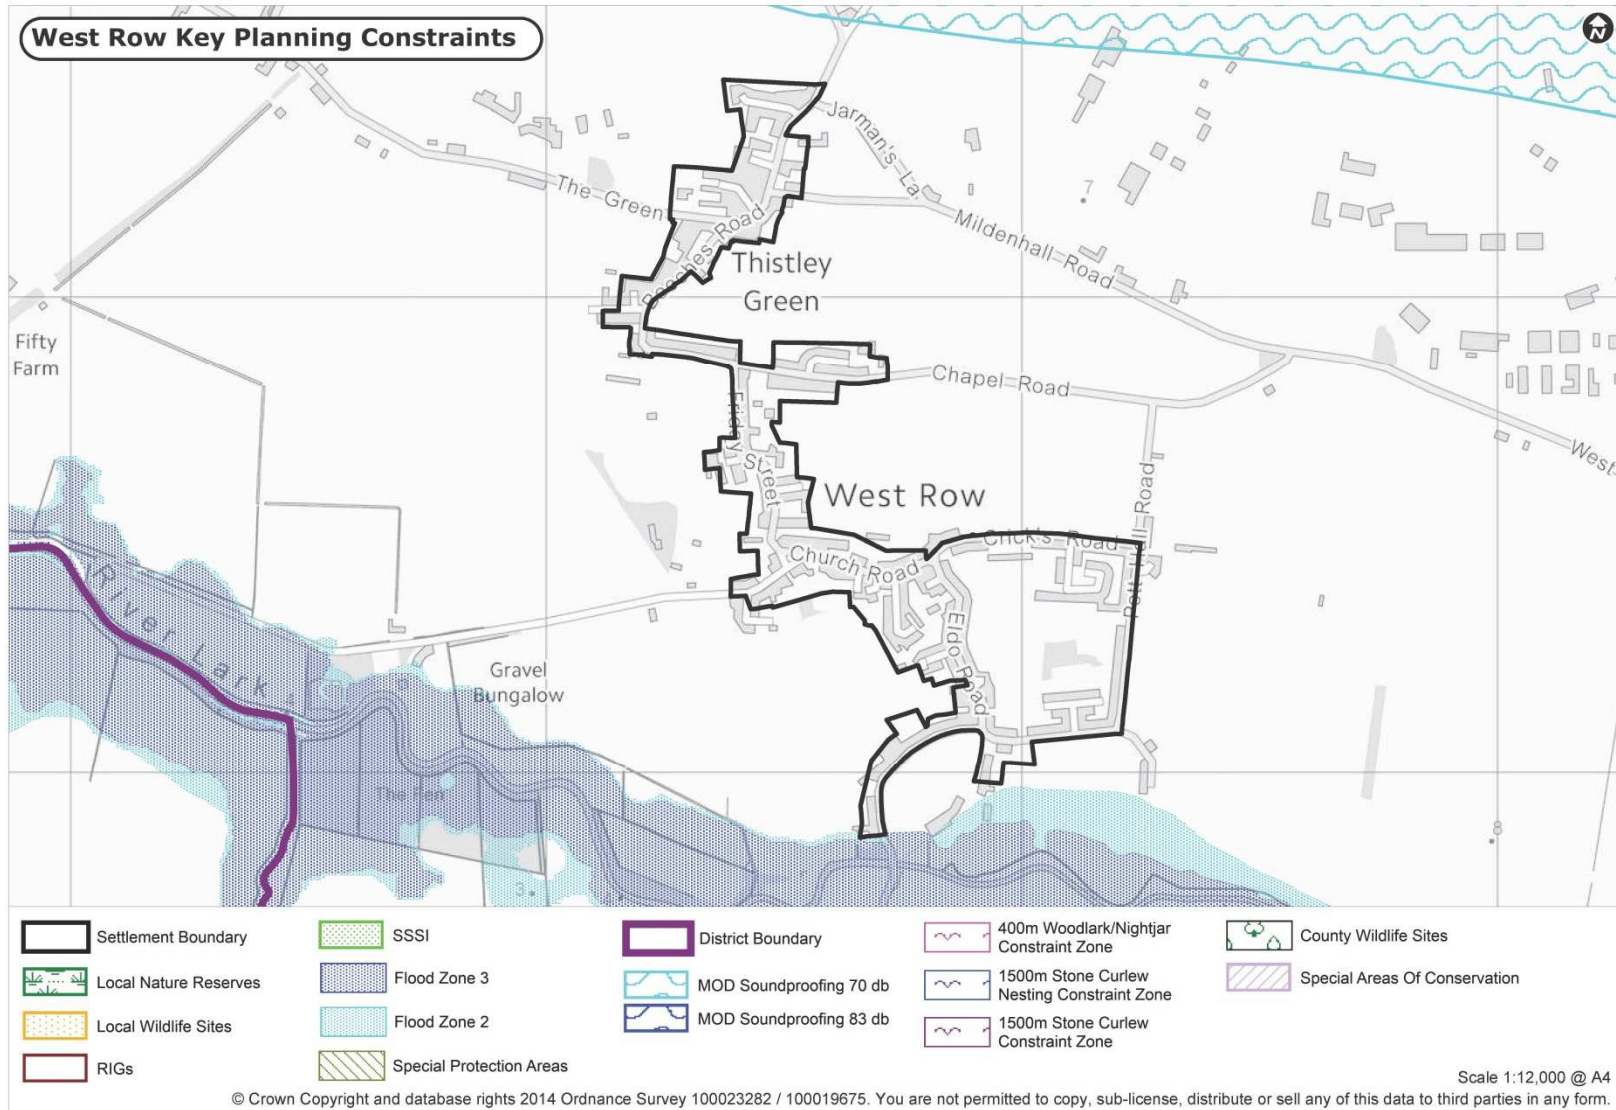 West Row Key Planning Constraints
N
Jarman's La
The Green
7
Mildenhall Road
Beeches Road
Thistley
Green
Fifty
Farm
Chapel Road
West
Friday Street
West Row
Pott Hall Road
Crick's Road
Church Road
River Lark
Eldo Road
Gravel
Bungalow
The Fen
8
3
Settlement Boundary
Local Nature Reserves
Local Wildlife Sites
RIGs
SSSI
Flood Zone 3
Flood Zone 2
Special Protection Areas
District Boundary
MOD Soundproofing 70 db
MOD Soundproofing 83 db
400m Woodlark/Nightjar
Constraint Zone
1500m Stone Curlew
Nesting Constraint Zone
1500m Stone Curlew
Constraint Zone
County Wildlife Sites
Special Areas Of Conservation
Scale 1:12,000 @ A4
© Crown Copyright and database rights 2014 Ordnance Survey 100023282 / 100019675. You are not permitted to copy, sub-license, distribute or sell any of this data to third parties in any form.